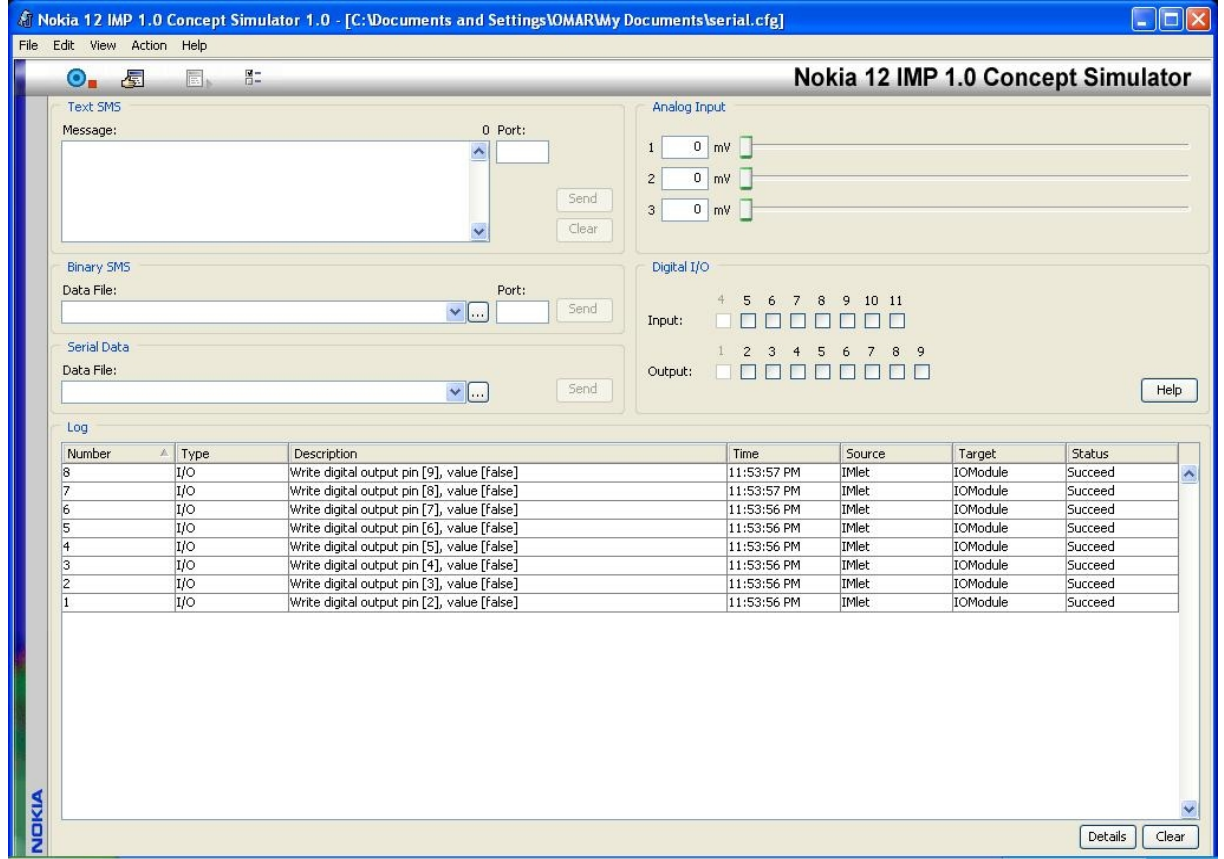 Nokia 12 IMP 1.0 Concept Simulator 1.0 - [C:\Documents and Settings\OMAR\My Documents\serial.cfg]
File Edit View Action Help
Nokia 12 IMP 1.0 Concept Simulator
Text SMS
Message: 0 Port:
Send
Clear
Binary SMS
Data File: Port:
... Send
Serial Data
Data File:
... Send
Analog Input
1 0 mV
2 0 mV
3 0 mV
Digital I/O
4 5 6 7 8 9 10 11
Input:
1 2 3 4 5 6 7 8 9
Output:
Help
Log
Number Type Description Time Source Target Status
8 I/O Write digital output pin [9], value [false] 11:53:57 PM IMlet IOModule Succeed
7 I/O Write digital output pin [8], value [false] 11:53:57 PM IMlet IOModule Succeed
6 I/O Write digital output pin [7], value [false] 11:53:56 PM IMlet IOModule Succeed
5 I/O Write digital output pin [6], value [false] 11:53:56 PM IMlet IOModule Succeed
4 I/O Write digital output pin [5], value [false] 11:53:56 PM IMlet IOModule Succeed
3 I/O Write digital output pin [4], value [false] 11:53:56 PM IMlet IOModule Succeed
2 I/O Write digital output pin [3], value [false] 11:53:56 PM IMlet IOModule Succeed
1 I/O Write digital output pin [2], value [false] 11:53:56 PM IMlet IOModule Succeed
Details Clear
NOKIA